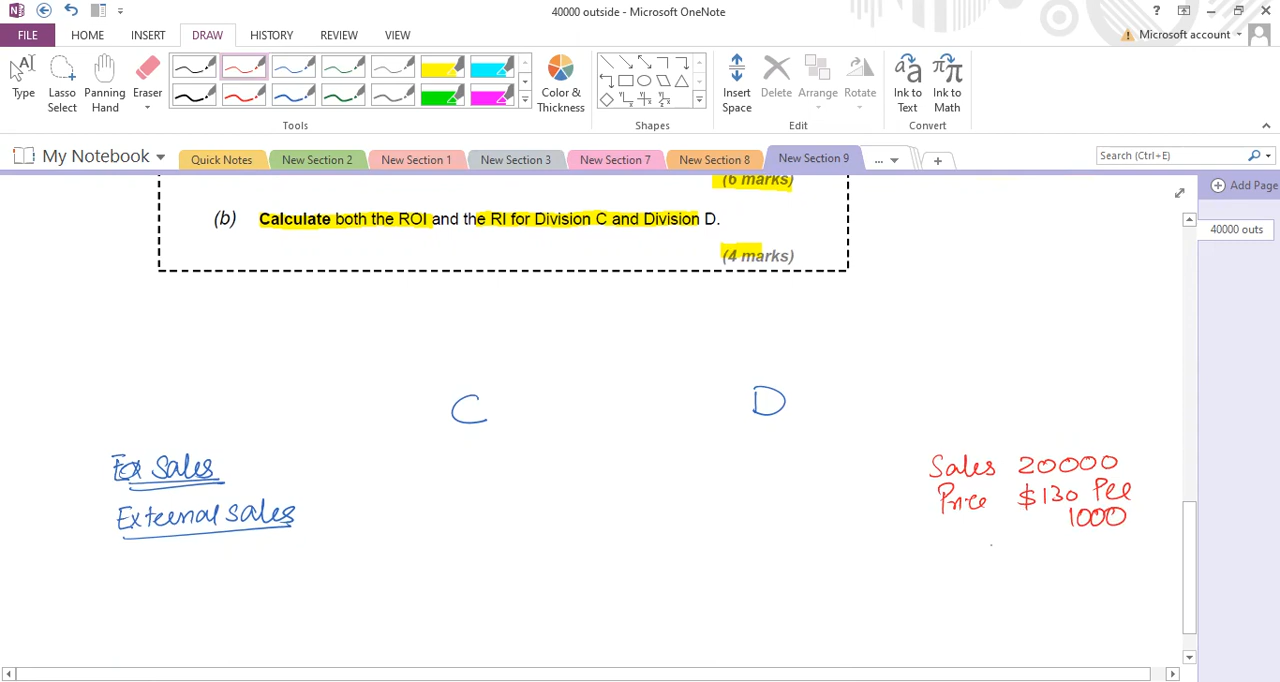 40000 outside - Microsoft OneNote
FILE HOME INSERT DRAW HISTORY REVIEW VIEW Microsoft account
Type Lasso Select Panning Hand Eraser Color & Thickness Insert Space Delete Arrange Rotate Ink to Text Ink to Math
Tools Shapes Edit Convert
My Notebook Quick Notes New Section 2 New Section 1 New Section 3 New Section 7 New Section 8 New Section 9 ... Search (Ctrl+E)
Add Page
40000 outs
(6 marks)
(b) Calculate both the ROI and the RI for Division C and Division D.
(4 marks)
C D
Ex Sales
External sales
Sales 20000
Price $130 Per
1000